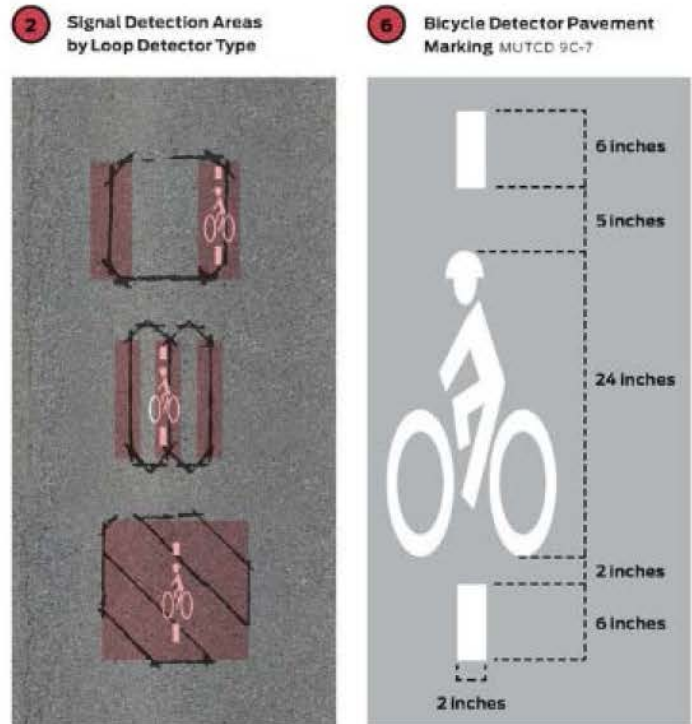 2
Signal Detection Areas
by Loop Detector Type
6
Bicycle Detector Pavement
Marking MUTCD 9C-7
6 inches
5 inches
24 inches
2 inches
6 inches
2 inches